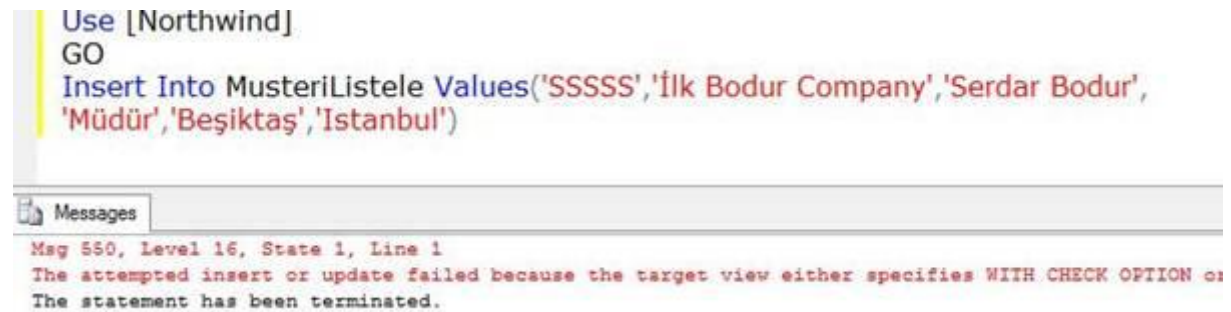 Use [Northwind]
GO
Insert Into MusteriListele Values('SSSSS','İlk Bodur Company','Serdar Bodur',
'Müdür','Beşiktaş','Istanbul')
Messages
Msg 550, Level 16, State 1, Line 1
The attempted insert or update failed because the target view either specifies WITH CHECK OPTION or
The statement has been terminated.